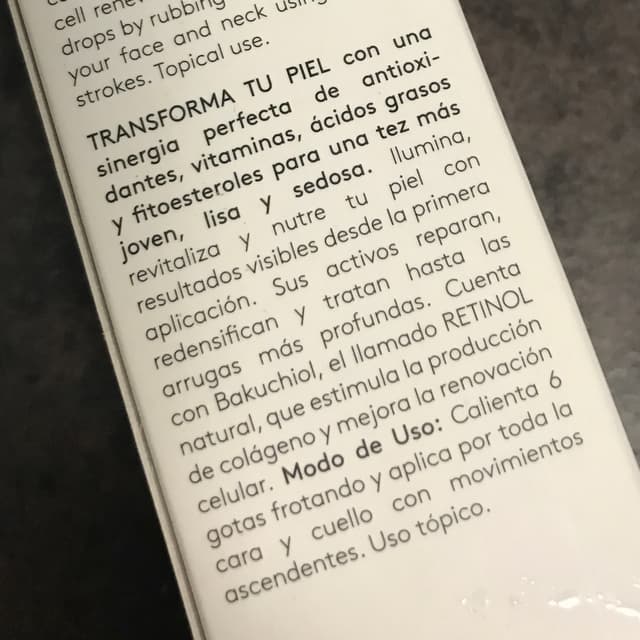 cell renew
drops by rubbing
your face and neck using
strokes. Topical use.
TRANSFORMA TU PIEL con una
sinergia perfecta de antioxi-
dantes, vitaminas, ácidos grasos
y fitoesteroles para una tez más
joven, lisa y sedosa. Ilumina,
revitaliza y nutre tu piel con
resultados visibles desde la primera
aplicación. Sus activos reparan,
redensifican y tratan hasta las
arrugas más profundas. Cuenta
con Bakuchiol, el llamado RETINOL
natural, que estimula la producción
de colágeno y mejora la renovación
celular. Modo de Uso: Calienta 6
gotas frotando y aplica por toda la
cara y cuello con movimientos
ascendentes. Uso tópico.